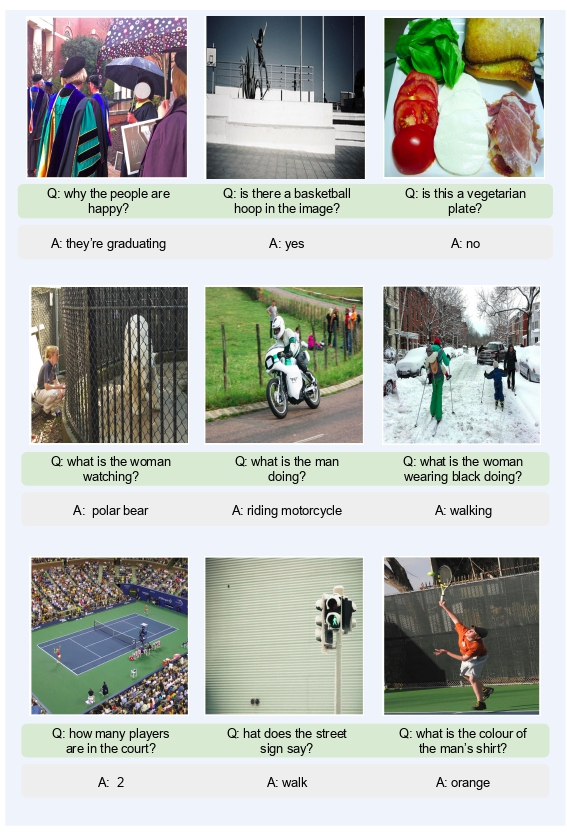 Q: why the people are
happy?
Q: is there a basketball
hoop in the image?
Q: is this a vegetarian
plate?
A: they're graduating
A: yes
A: no
Q: what is the woman
watching?
Q: what is the man
doing?
Q: what is the woman
wearing black doing?
A: polar bear
A: riding motorcycle
A: walking
Q: how many players
are in the court?
Q: hat does the street
sign say?
Q: what is the colour of
the man's shirt?
A: 2
A: walk
A: orange